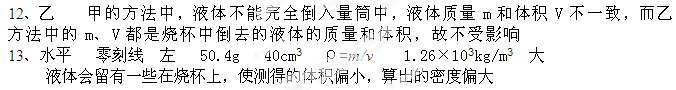 12、乙　　甲的方法中，液体不能完全倒入量筒中，液体质量 m 和体积 V 不一致，而乙
方法中的 m、V 都是烧杯中倒去的液体的质量和体积，故不受影响
13、水平　零刻线　左　50.4g　40cm³　ρ=m/v　1.26×10³kg/m³　大
液体会留有一些在烧杯上，使测得的体积偏小，算出的密度偏大